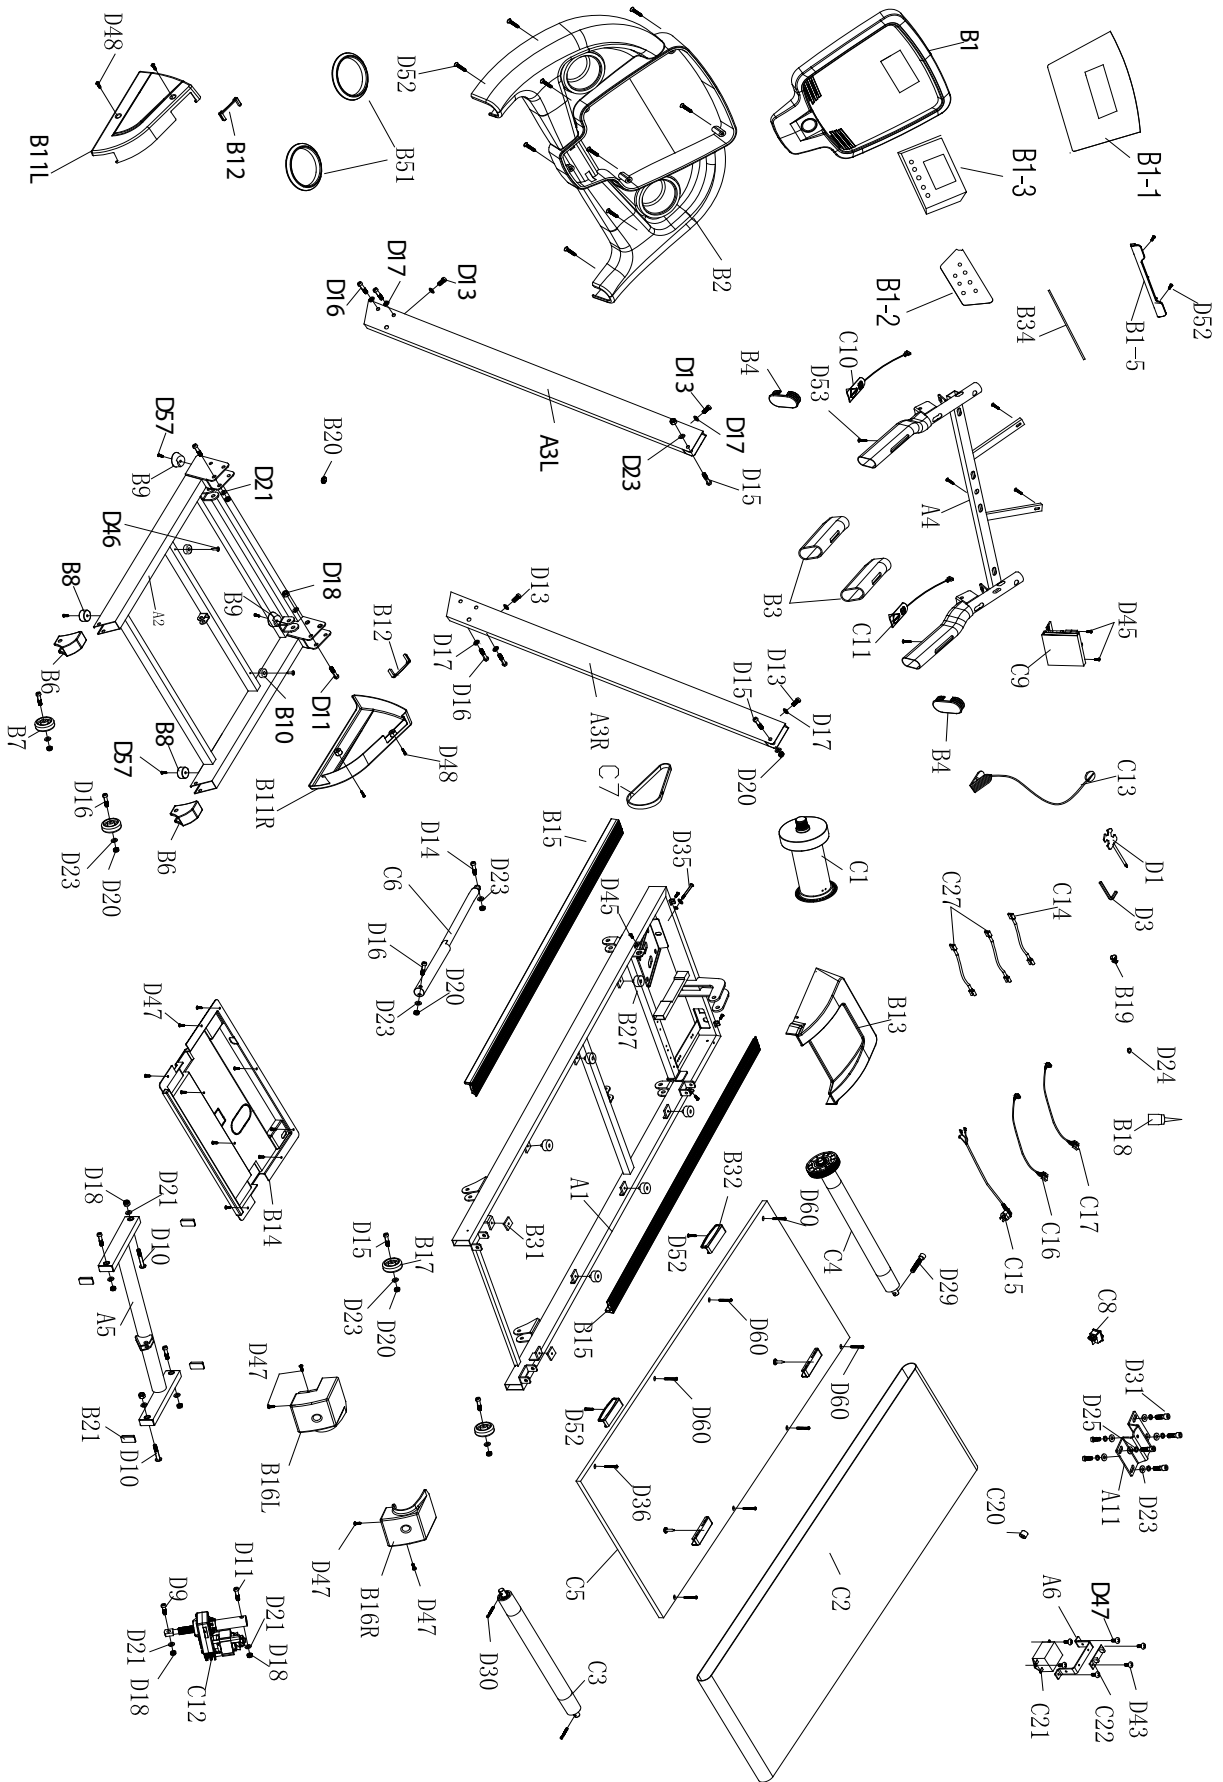 D48
B11L
B12
D52
B51
B2
B1
B1-1
B1-3
B1-2
B34
B1-5
D52
D16
D17
D13
A3L
D13
D17
D23
D15
B4
D53
C10
A4
B3
C11
C9
D45
B4
C13
D57
B9
B20
D21
D46
B8
A2
D18
B9
B12
B6
B7
B10
D11
B8
D57
D16
D23
D20
B6
B11R
D48
D13
D17
D16
A3R
D15
D13
D17
D20
C7
B15
D14
C6
D23
D16
D23
D20
D35
D45
B27
C1
B13
D1
D3
C27
C14
B19
D24
B18
C17
C16
C15
C4
D29
D47
B14
D18
D21
D10
A5
B21
D10
D15
B17
D23
D20
B31
A1
B15
B32
D52
D60
D60
D60
D60
D52
D36
C5
C2
D47
B16L
D47
B16R
D47
D30
C3
D9
D11
D21
D18
D21
D18
C12
C8
D31
D25
A11
D23
C20
A6
D47
C21
C22
D43